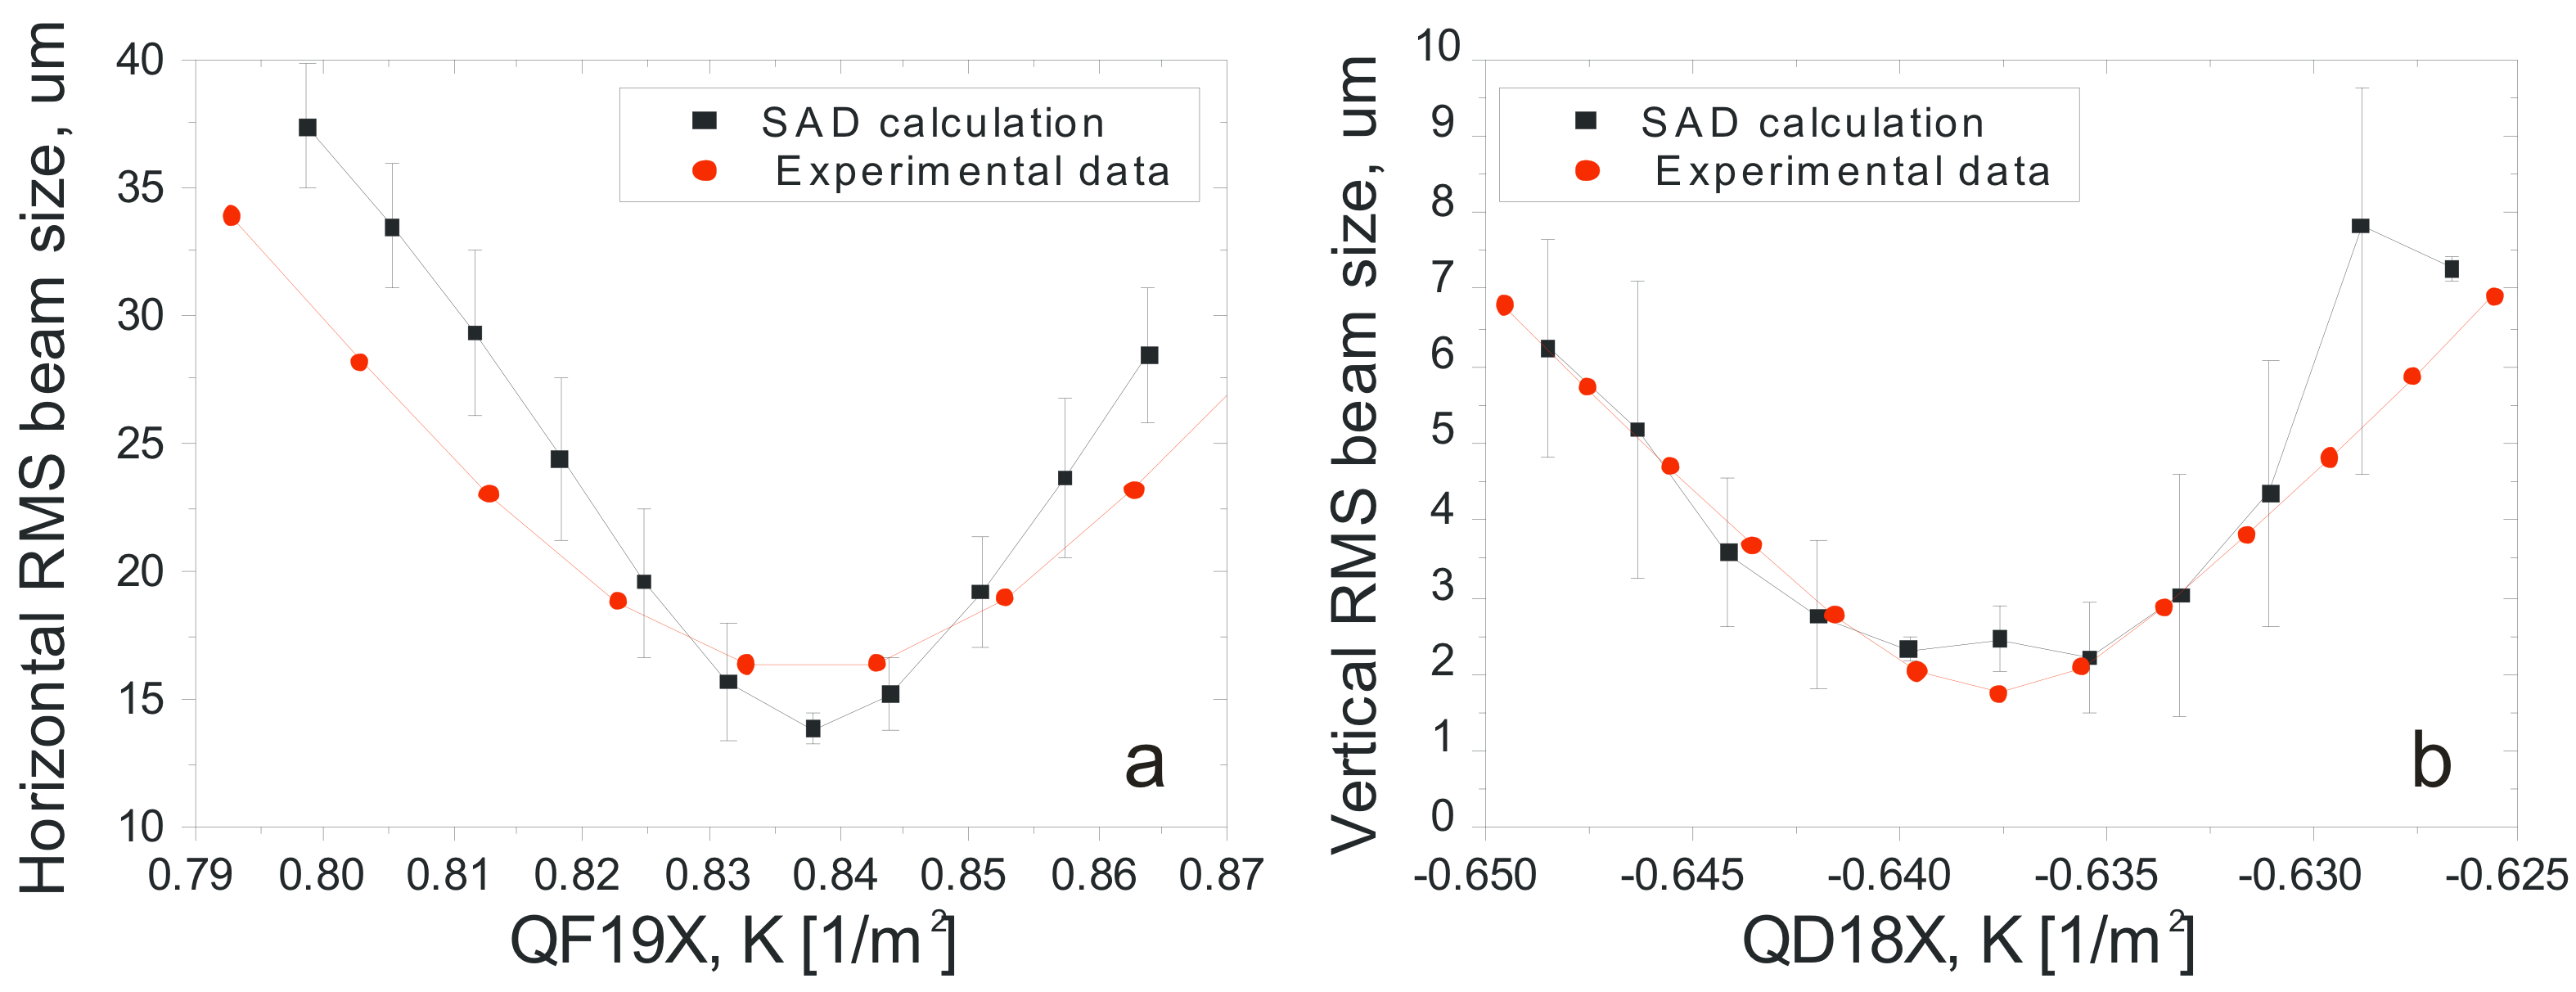 Horizontal RMS beam size, um
40
35
30
25
20
15
10
SAD calculation
Experimental data
a
0.79 0.80 0.81 0.82 0.83 0.84 0.85 0.86 0.87
QF19X, K [1/m²]
Vertical RMS beam size, um
10
9
8
7
6
5
4
3
2
1
0
SAD calculation
Experimental data
b
-0.650 -0.645 -0.640 -0.635 -0.630 -0.625
QD18X, K [1/m²]